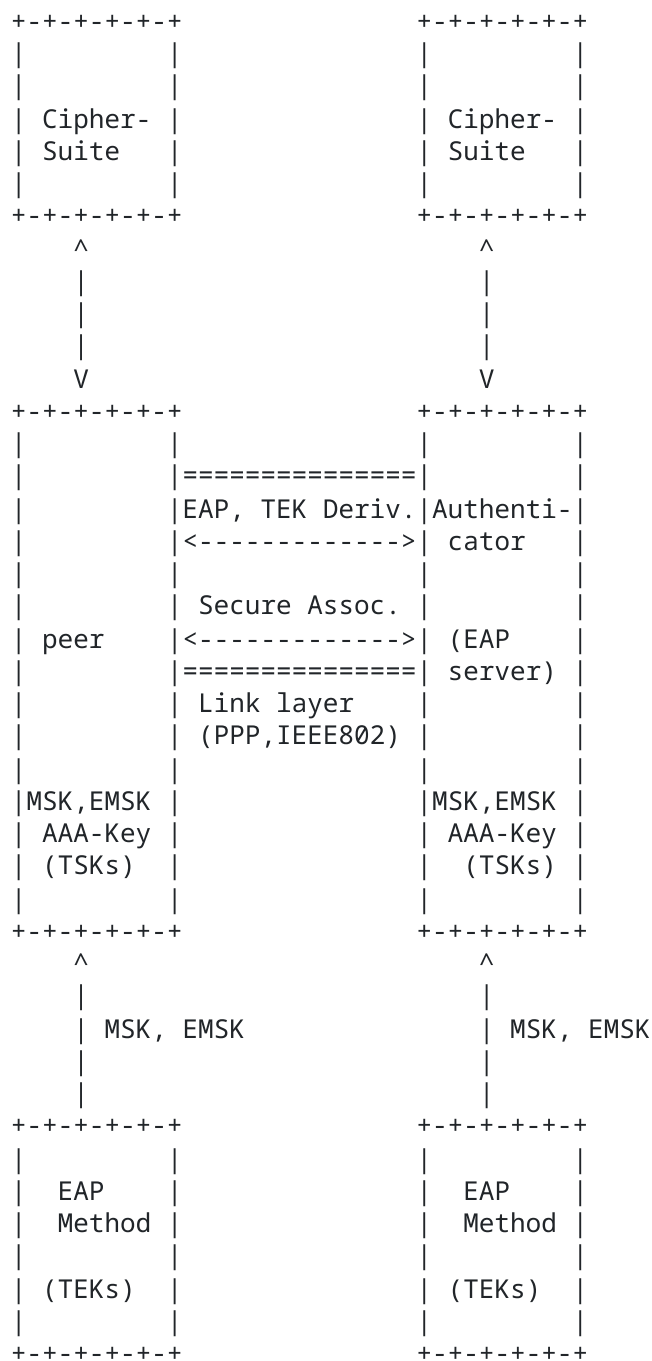 +-+-+-+-+-+               +-+-+-+-+-+
|         |               |         |
|         |               |         |
| Cipher- |               | Cipher- |
| Suite   |               | Suite   |
|         |               |         |
+-+-+-+-+-+               +-+-+-+-+-+
    ^                         ^
    |                         |
    |                         |
    |                         |
    V                         V
+-+-+-+-+-+               +-+-+-+-+-+
|         |               |         |
|         |===============|         |
|         |EAP, TEK Deriv.|Authenti-|
|         |<------------->| cator   |
|         |               |         |
|         | Secure Assoc. |         |
| peer    |<------------->| (EAP    |
|         |===============| server) |
|         | Link layer    |         |
|         | (PPP,IEEE802) |         |
|         |               |         |
|MSK,EMSK |               |MSK,EMSK |
| AAA-Key |               | AAA-Key |
| (TSKs)  |               |  (TSKs) |
|         |               |         |
+-+-+-+-+-+               +-+-+-+-+-+
    ^                         ^
    |                         |
    | MSK, EMSK               | MSK, EMSK
    |                         |
    |                         |
+-+-+-+-+-+               +-+-+-+-+-+
|         |               |         |
|  EAP    |               |  EAP    |
|  Method |               |  Method |
|         |               |         |
| (TEKs)  |               | (TEKs)  |
|         |               |         |
+-+-+-+-+-+               +-+-+-+-+-+